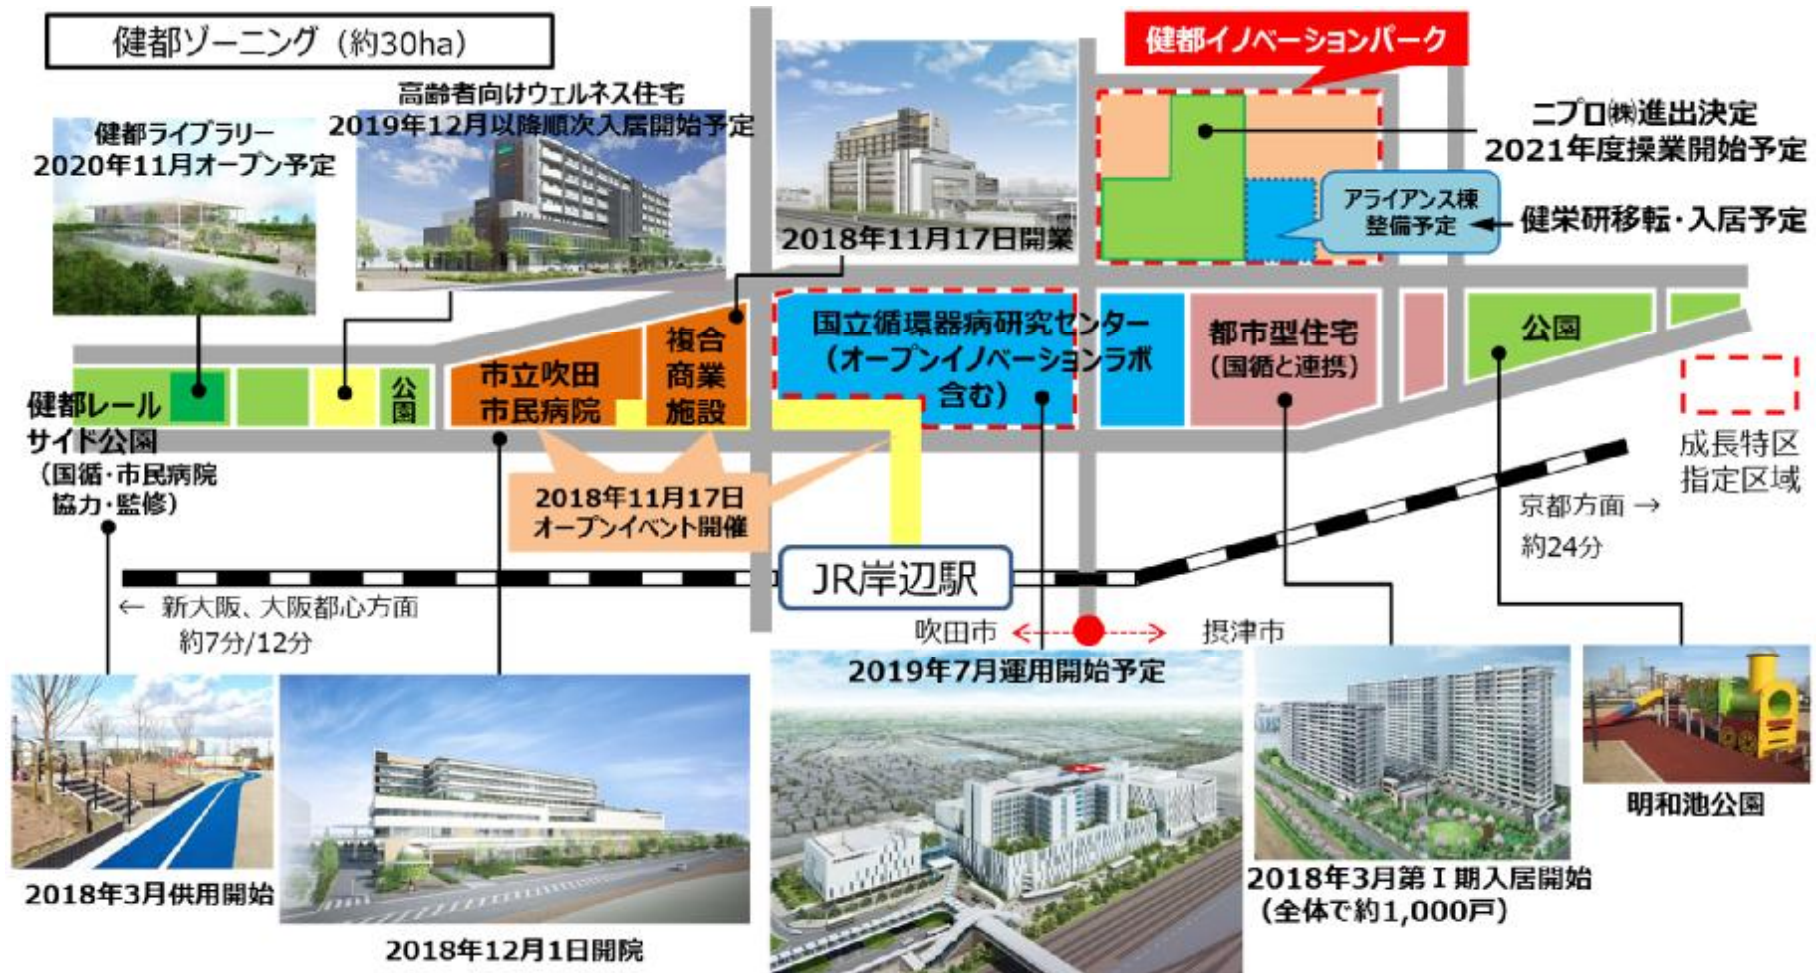 健都ゾーニング（約30ha）
健都イノベーションパーク
高齢者向けウェルネス住宅
2019年12月以降順次入居開始予定
健都ライブラリー
2020年11月オープン予定
2018年11月17日開業
ニプロ㈱進出決定
2021年度操業開始予定
アライアンス棟
整備予定
健栄研移転・入居予定
健都レール
サイド公園
（国循・市民病院
協力・監修）
公
園
市立吹田
市民病院
複合
商業
施設
国立循環器病研究センター
（オープンイノベーションラボ
含む）
都市型住宅
（国循と連携）
公園
成長特区
指定区域
2018年11月17日
オープンイベント開催
京都方面 →
約24分
JR岸辺駅
← 新大阪、大阪都心方面
約7分/12分
吹田市
摂津市
2019年7月運用開始予定
2018年3月供用開始
2018年12月1日開院
2018年3月第Ⅰ期入居開始
（全体で約1,000戸）
明和池公園